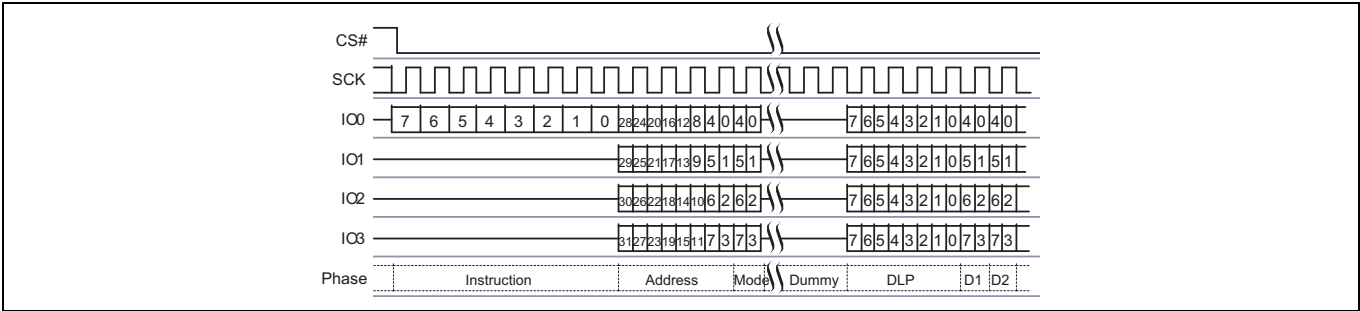 CS#
SCK
IO0 7 6 5 4 3 2 1 0 28 24 20 16 12 8 4 0 4 0 7 6 5 4 3 2 1 0 4 0 4 0
IO1 29 25 21 17 13 9 5 1 5 1 7 6 5 4 3 2 1 0 5 1 5 1
IO2 30 26 22 18 14 10 6 2 6 2 7 6 5 4 3 2 1 0 6 2 6 2
IO3 31 27 23 19 15 11 7 3 7 3 7 6 5 4 3 2 1 0 7 3 7 3
Phase Instruction Address Mode Dummy DLP D1 D2